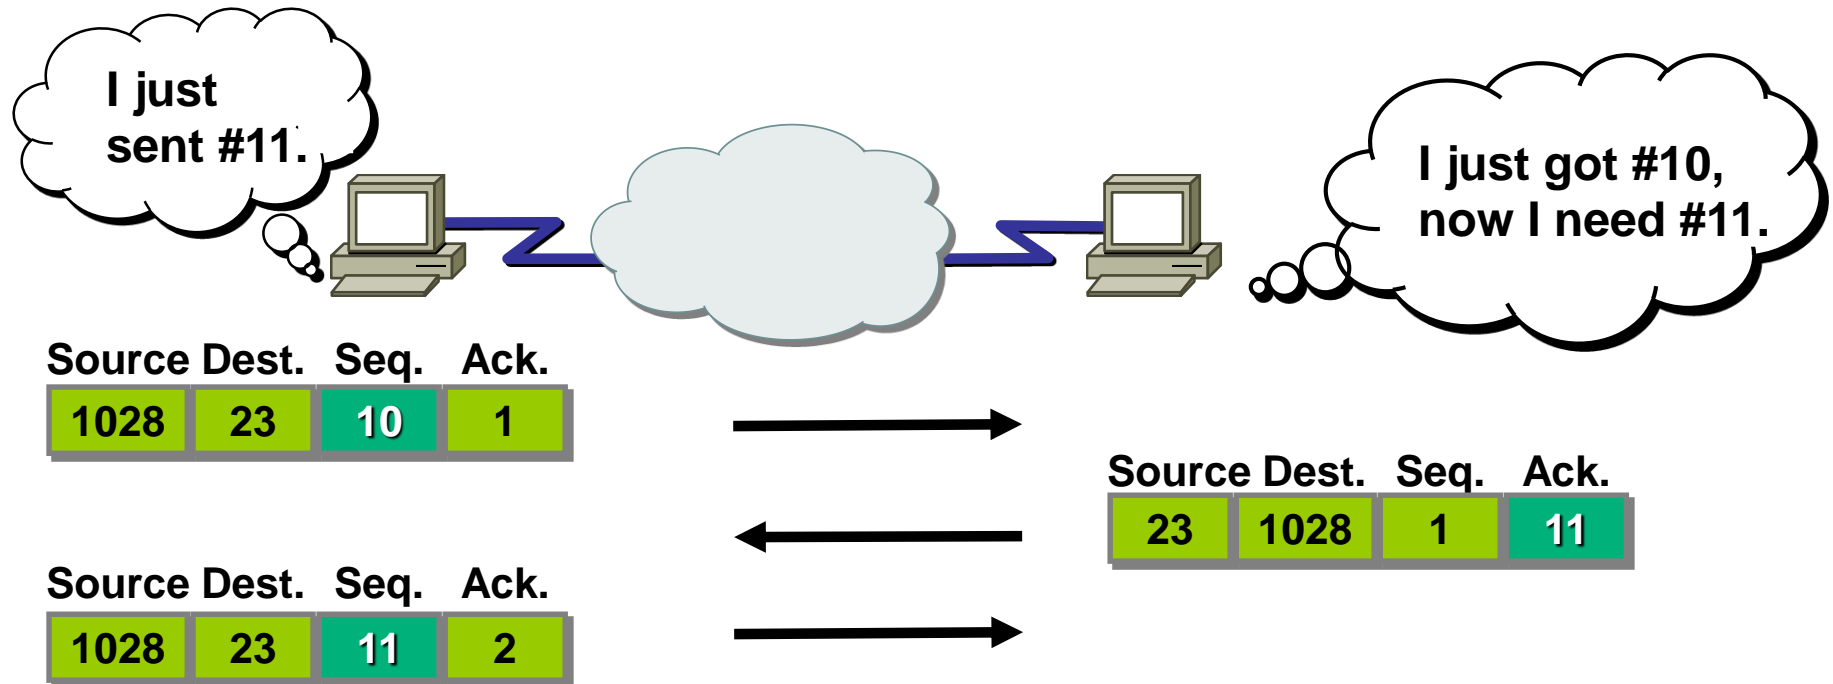 I just
sent #11.
I just got #10,
now I need #11.
Source Dest. Seq. Ack.
1028 23 10 1
Source Dest. Seq. Ack.
23 1028 1 11
Source Dest. Seq. Ack.
1028 23 11 2